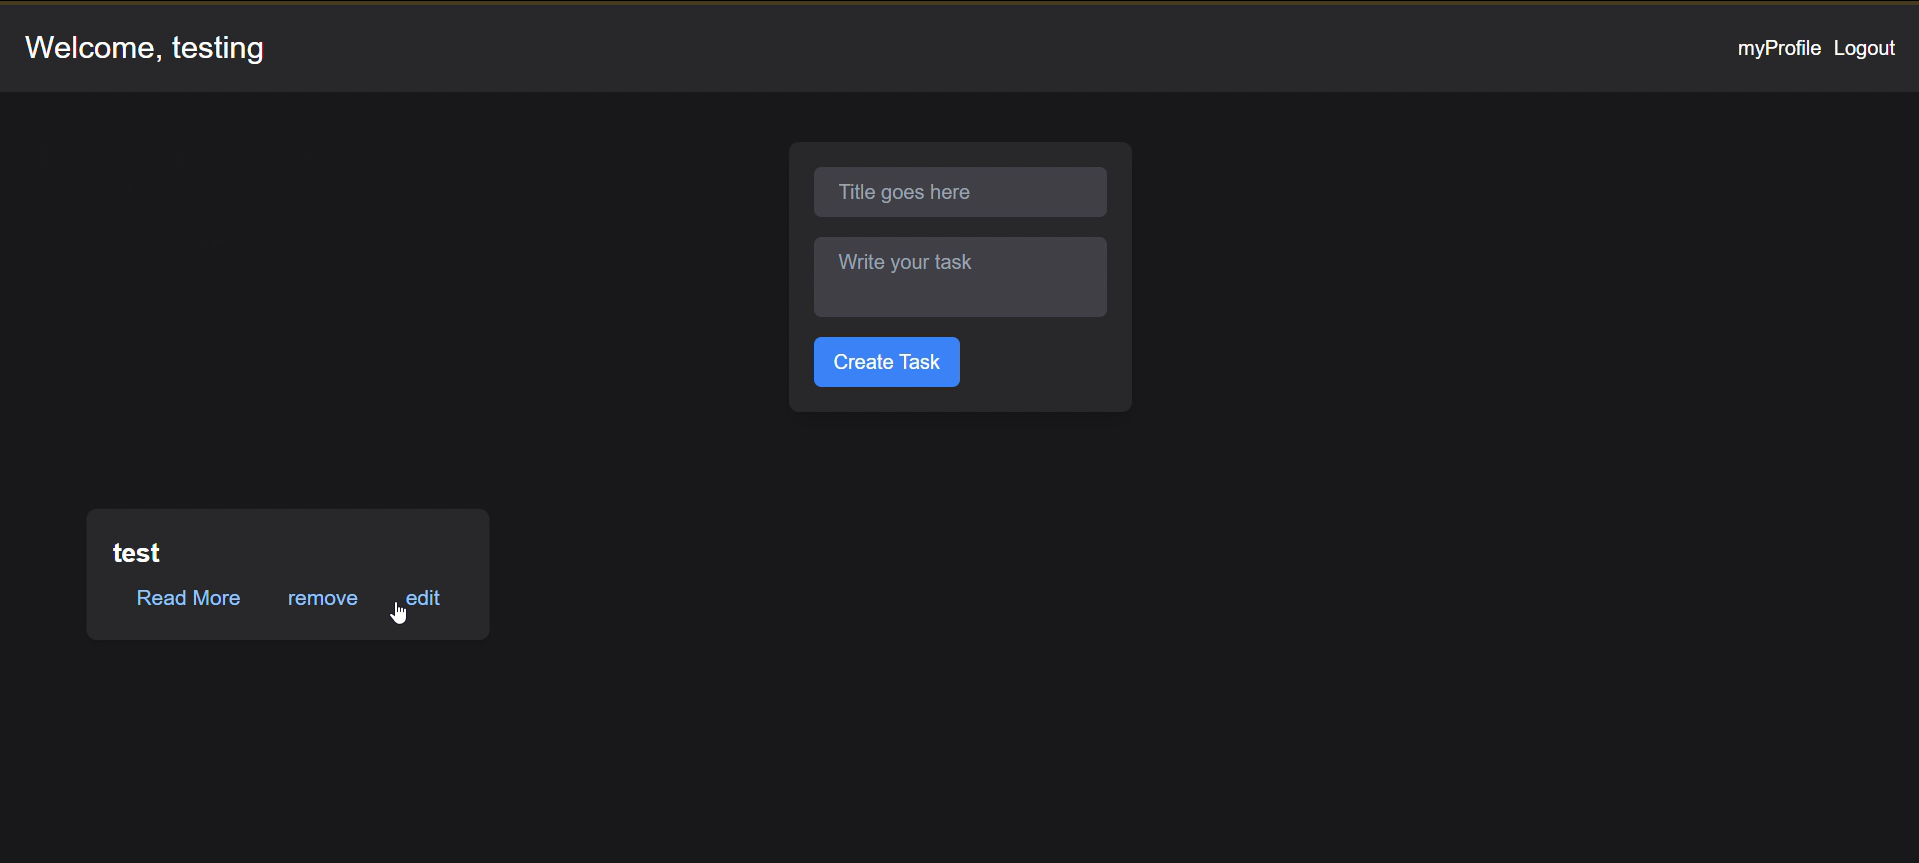 Welcome, testing
myProfile Logout
Title goes here
Write your task
Create Task
test
Read More remove edit